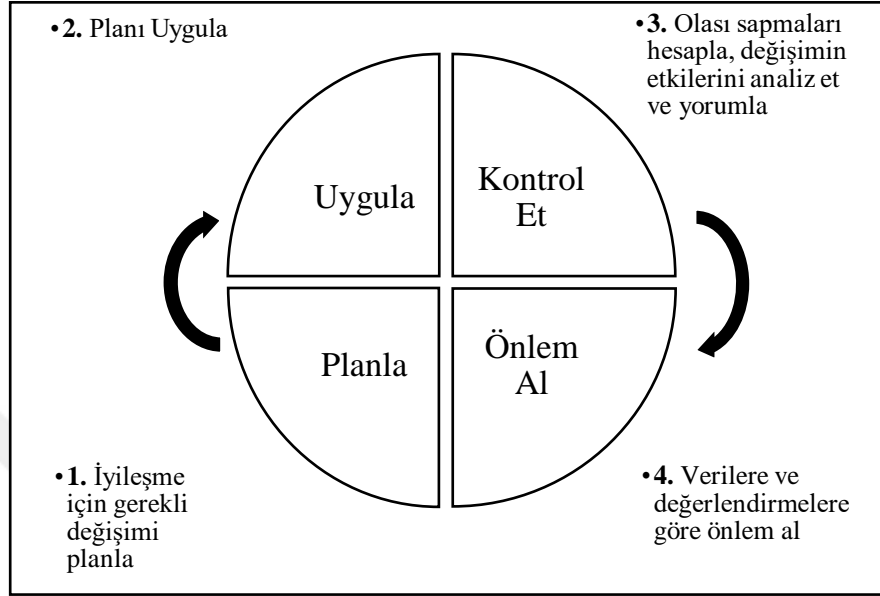 •2. Planı Uygula
•3. Olası sapmaları
hesapla, değişimin
etkilerini analiz et
ve yorumla
Uygula
Kontrol
Et
Planla
Önlem
Al
•1. İyileşme
için gerekli
değişimi
planla
•4. Verilere ve
değerlendirmelere
göre önlem al